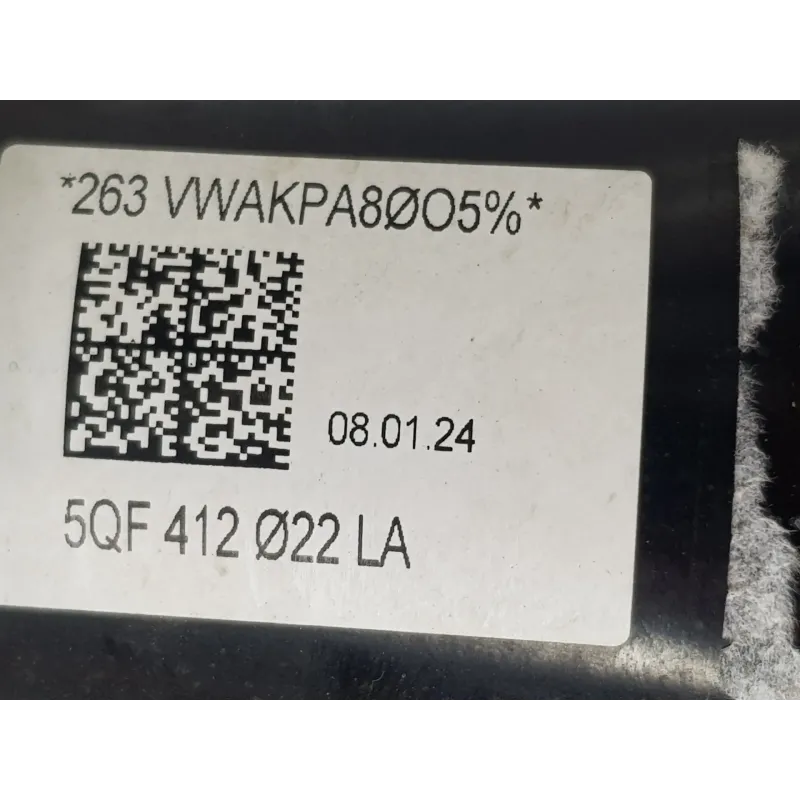 *263 VWAKPA8ØO5%*
08.01.24
5QF 412 Ø22 LA